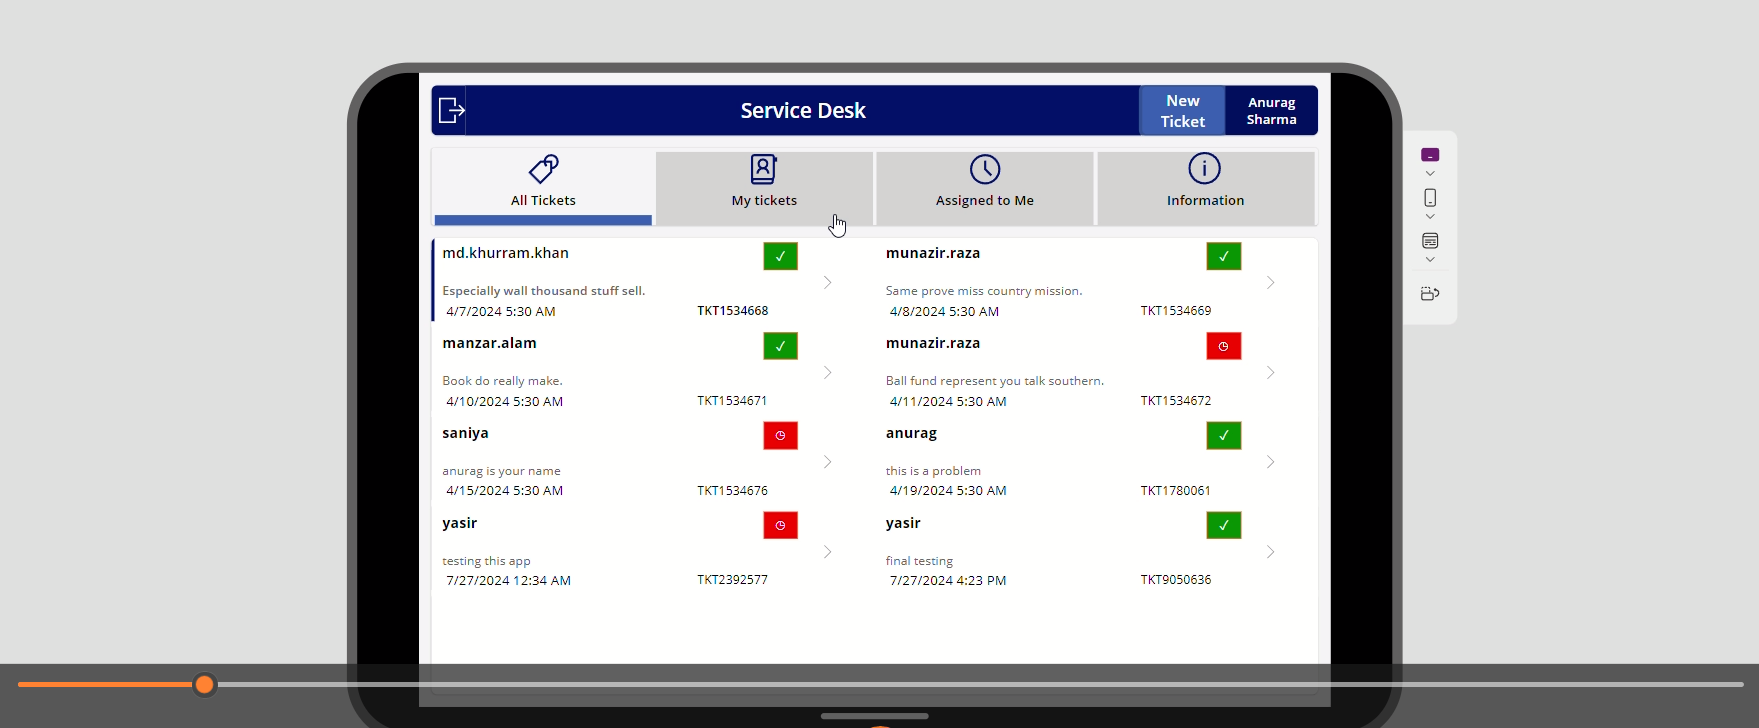 Service Desk
New
Ticket
Anurag
Sharma
All Tickets
My tickets
Assigned to Me
Information
md.khurram.khan
Especially wall thousand stuff sell.
4/7/2024 5:30 AM
TKT1534668
munazir.raza
Same prove miss country mission.
4/8/2024 5:30 AM
TKT1534669
manzar.alam
Book do really make.
4/10/2024 5:30 AM
TKT1534671
munazir.raza
Ball fund represent you talk southern.
4/11/2024 5:30 AM
TKT1534672
saniya
anurag is your name
4/15/2024 5:30 AM
TKT1534676
anurag
this is a problem
4/19/2024 5:30 AM
TKT1780061
yasir
testing this app
7/27/2024 12:34 AM
TKT2392577
yasir
final testing
7/27/2024 4:23 PM
TKT9050636